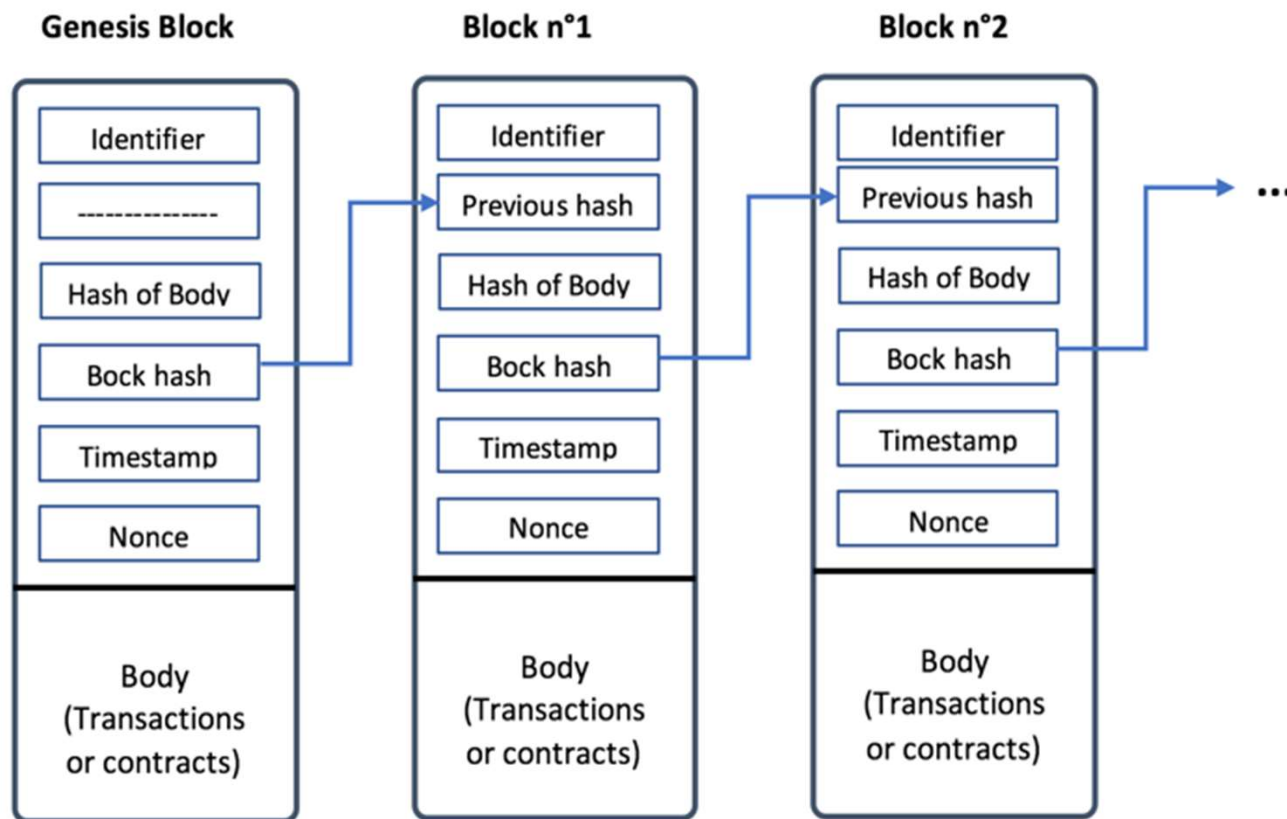 Genesis Block
Identifier
---------------
Hash of Body
Bock hash
Timestamp
Nonce
Body
(Transactions
or contracts)
Block n°1
Identifier
Previous hash
Hash of Body
Bock hash
Timestamp
Nonce
Body
(Transactions
or contracts)
Block n°2
Identifier
Previous hash
Hash of Body
Bock hash
Timestamp
Nonce
Body
(Transactions
or contracts)
...